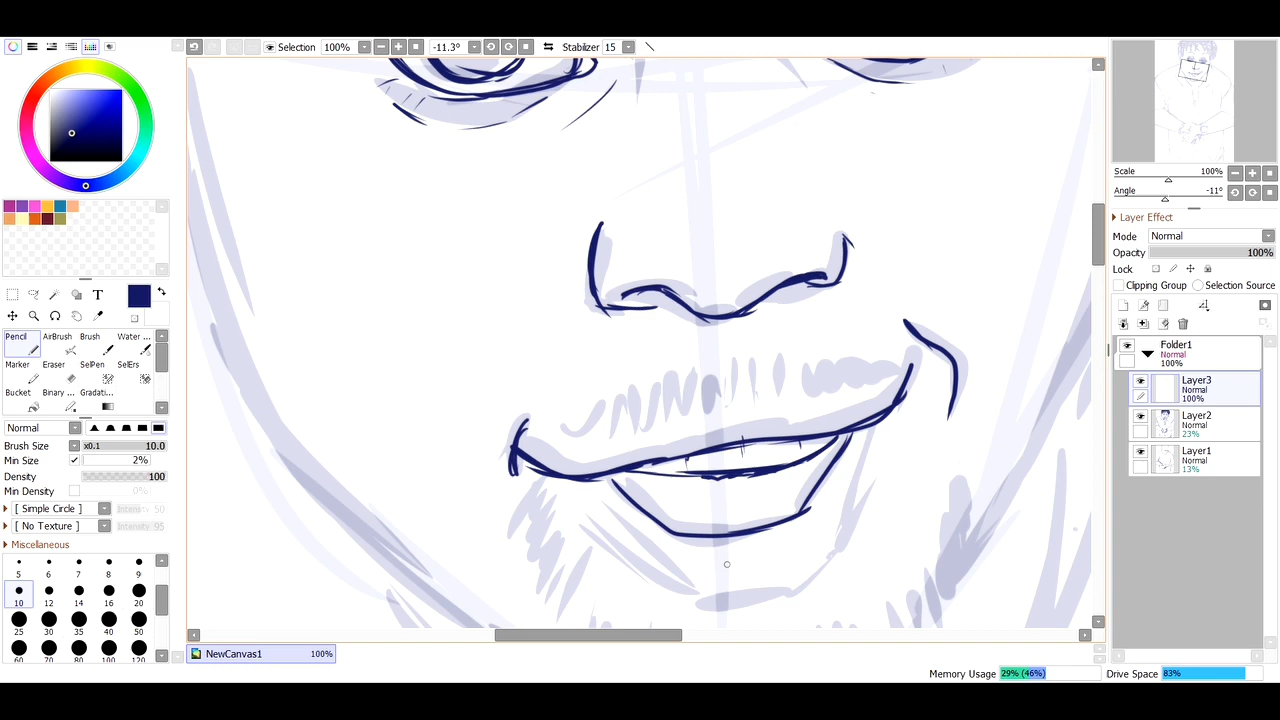 Selection 100% -11.3° Stabilizer 15
Scale 100%
Angle -11°
Layer Effect
Mode Normal
Opacity 100%
Lock
Clipping Group Selection Source
Folder1
Normal
100%
Layer3
Normal
100%
Layer2
Normal
23%
Layer1
Normal
13%
T
Pencil AirBrush Brush Water ...
Marker Eraser SelPen SelErs
Bucket Binary ... Gradati...
Normal
Brush Size x0.1 10.0
Min Size 2%
Density 100
Min Density 0%
[ Simple Circle ] Intensity 50
[ No Texture ] Intensity 95
Miscellaneous
5 6 7 8 9
10 12 14 16 20
25 30 35 40 50
60 70 80 100 120
NewCanvas1 100%
Memory Usage 29% (46%) Drive Space 83%